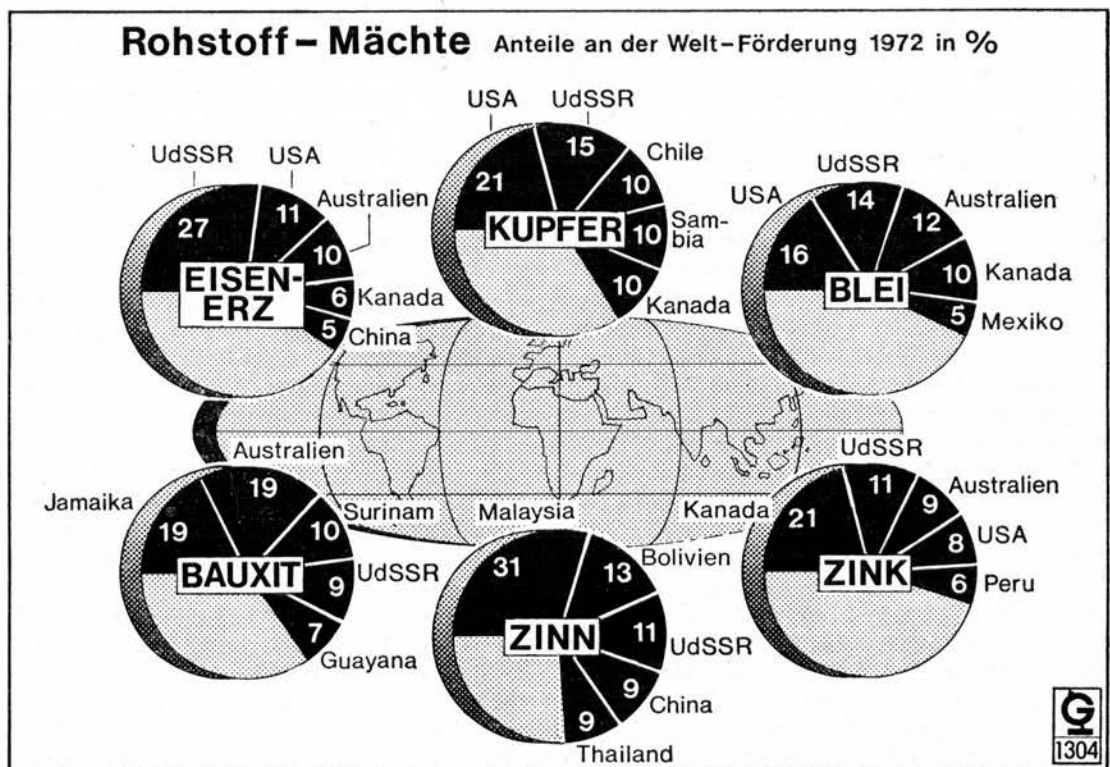 Rohstoff – Mächte Anteile an der Welt–Förderung 1972 in %
UdSSR
USA
Australien
Kanada
China
27
11
10
6
5
EISEN-
ERZ
USA
UdSSR
Chile
Sam-
bia
Kanada
21
15
10
10
10
KUPFER
USA
UdSSR
Australien
Kanada
Mexiko
16
14
12
10
5
BLEI
Jamaika
Australien
Surinam
UdSSR
Guayana
19
19
10
9
7
BAUXIT
Malaysia
Bolivien
UdSSR
China
Thailand
31
13
11
9
9
ZINN
Kanada
UdSSR
Australien
USA
Peru
21
11
9
8
6
ZINK
G
1304